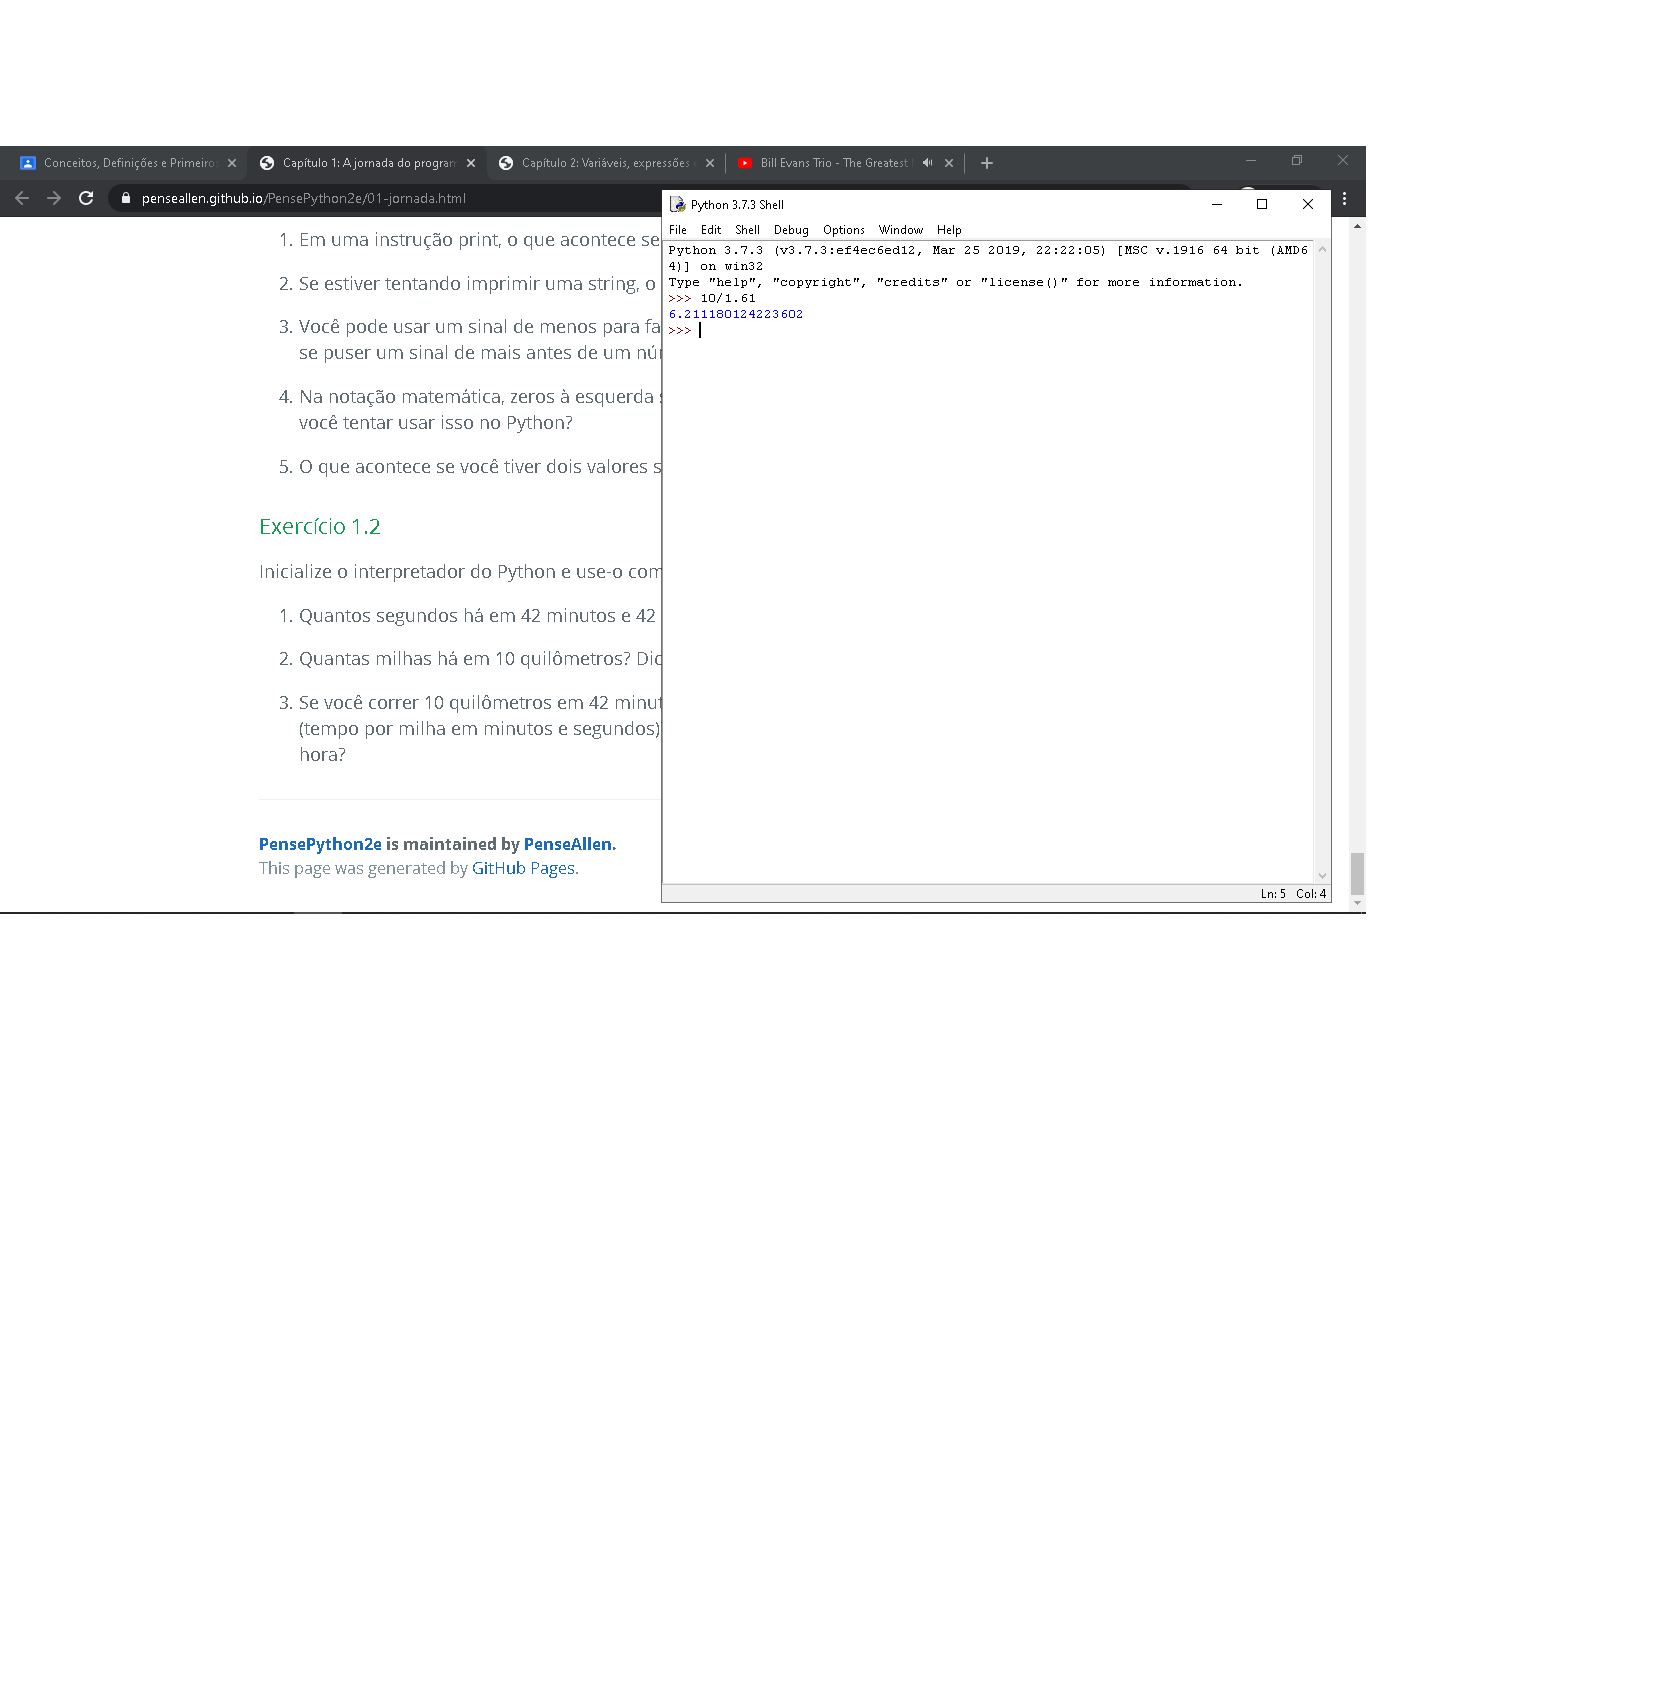 Conceitos, Definições e Primeiros
Capítulo 1: A jornada do program
Capítulo 2: Variáveis, expressões e
Bill Evans Trio - The Greatest
penseallen.github.io/PensePython2e/01-jornada.html
1. Em uma instrução print, o que acontece se
2. Se estiver tentando imprimir uma string, o
3. Você pode usar um sinal de menos para fa
se puser um sinal de mais antes de um nú
4. Na notação matemática, zeros à esquerda s
você tentar usar isso no Python?
5. O que acontece se você tiver dois valores s
Exercício 1.2
Inicialize o interpretador do Python e use-o com
1. Quantos segundos há em 42 minutos e 42
2. Quantas milhas há em 10 quilômetros? Dic
3. Se você correr 10 quilômetros em 42 minut
(tempo por milha em minutos e segundos)
hora?
PensePython2e is maintained by PenseAllen.
This page was generated by GitHub Pages.
Python 3.7.3 Shell
File Edit Shell Debug Options Window Help
Python 3.7.3 (v3.7.3:ef4ec6ed12, Mar 25 2019, 22:22:05) [MSC v.1916 64 bit (AMD6
4)] on win32
Type "help", "copyright", "credits" or "license()" for more information.
>>> 10/1.61
6.211180124223602
>>>
Ln: 5 Col: 4